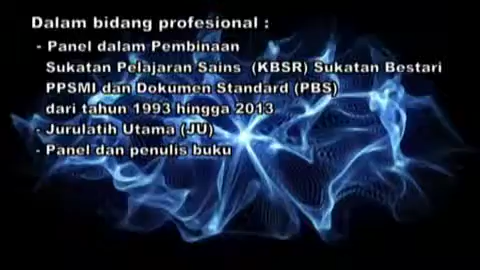 Dalam bidang profesional :
- Panel dalam Pembinaan
Sukatan Pelajaran Sains (KBSR) Sukatan Bestari
PPSMI dan Dokumen Standard (PBS)
dari tahun 1993 hingga 2013
- Jurulatih Utama (JU)
- Panel dan penulis buku